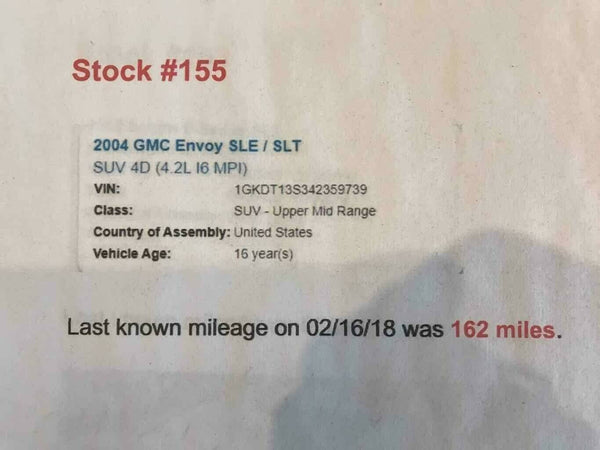 Stock #155
2004 GMC Envoy SLE / SLT
SUV 4D (4.2L I6 MPI)
VIN: 1GKDT13S342359739
Class: SUV - Upper Mid Range
Country of Assembly: United States
Vehicle Age: 16 year(s)
Last known mileage on 02/16/18 was 162 miles.